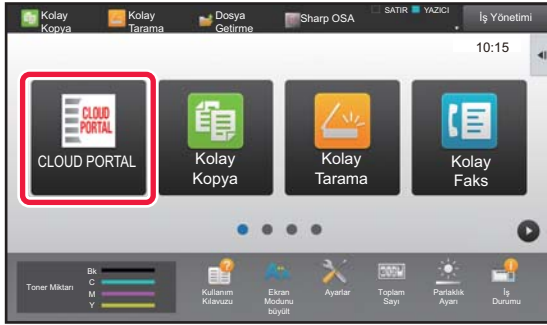 Kolay Kopya
Kolay Tarama
Dosya Getirme
Sharp OSA
SATIR
YAZICI
İş Yönetimi
10:15
CLOUD PORTAL
CLOUD PORTAL
Kolay Kopya
Kolay Tarama
Kolay Faks
Toner Miktarı
Bk
C
M
Y
Kullanım Kılavuzu
Ekran Modunu büyült
Ayarlar
Toplam Sayı
Parlaklık Ayarı
İş Durumu